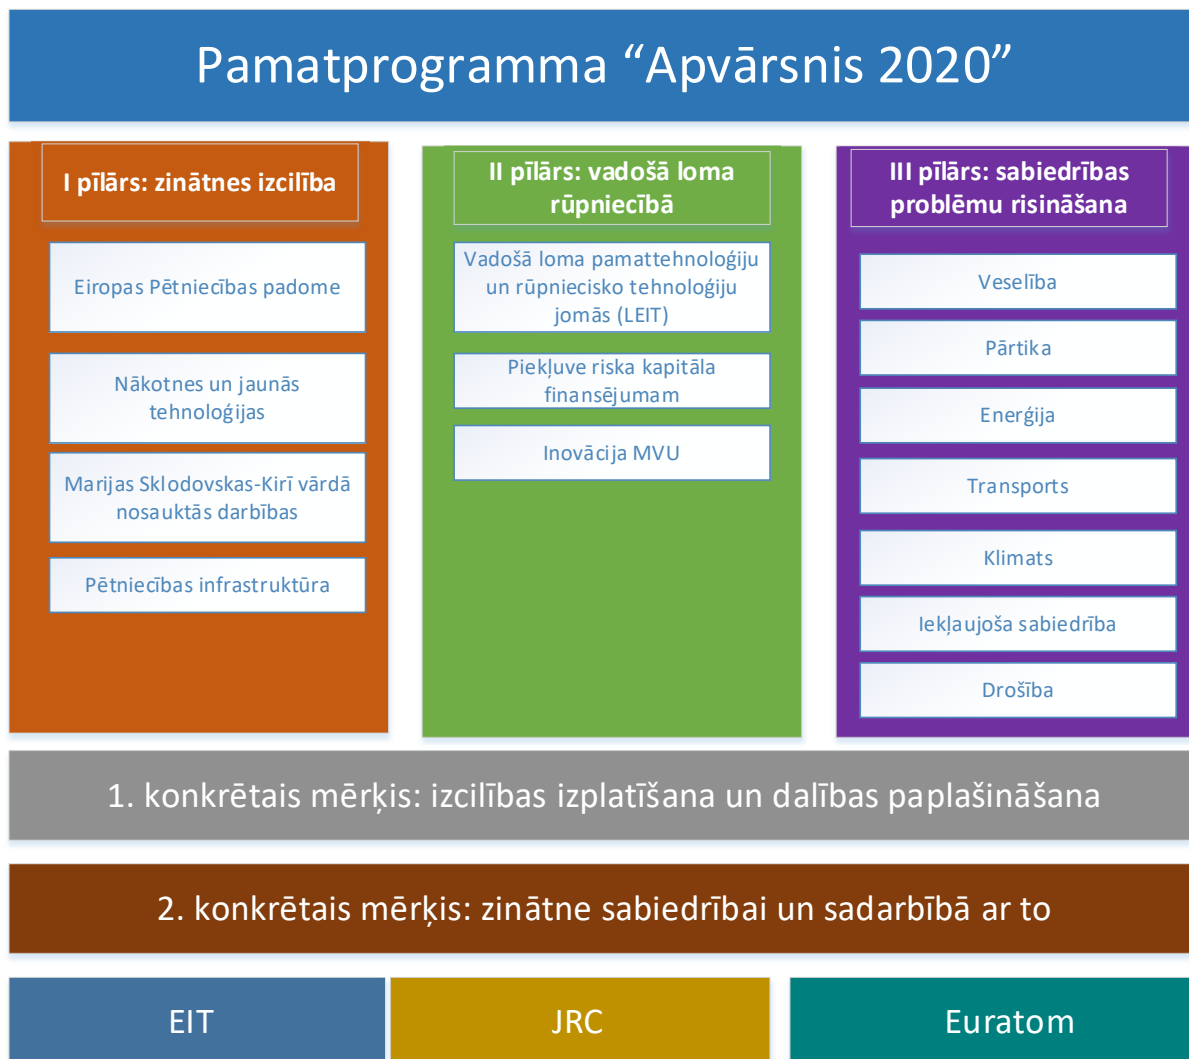 Pamatprogramma “Apvārsnis 2020”
I pīlārs: zinātnes izcilība
Eiropas Pētniecības padome
Nākotnes un jaunās
tehnoloģijas
Marijas Sklodovskas-Kirī vārdā
nosauktās darbības
Pētniecības infrastruktūra
II pīlārs: vadošā loma
rūpniecībā
Vadošā loma pamattehnoloģiju
un rūpniecisko tehnoloģiju
jomās (LEIT)
Piekļuve riska kapitāla
finansējumam
Inovācija MVU
III pīlārs: sabiedrības
problēmu risināšana
Veselība
Pārtika
Enerģija
Transports
Klimats
Iekļaujoša sabiedrība
Drošība
1. konkrētais mērķis: izcilības izplatīšana un dalības paplašināšana
2. konkrētais mērķis: zinātne sabiedrībai un sadarbībā ar to
EIT
JRC
Euratom